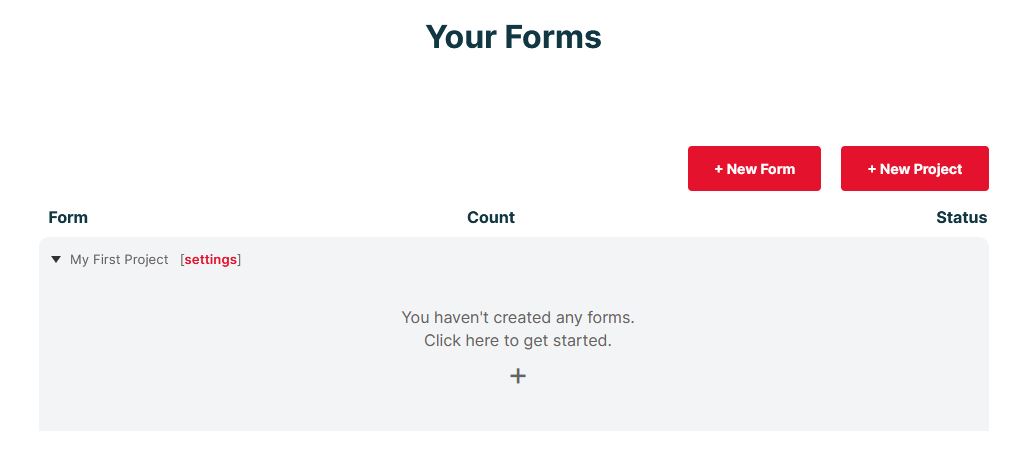 Your Forms
+ New Form + New Project
Form Count Status
My First Project [settings]
You haven't created any forms.
Click here to get started.
+